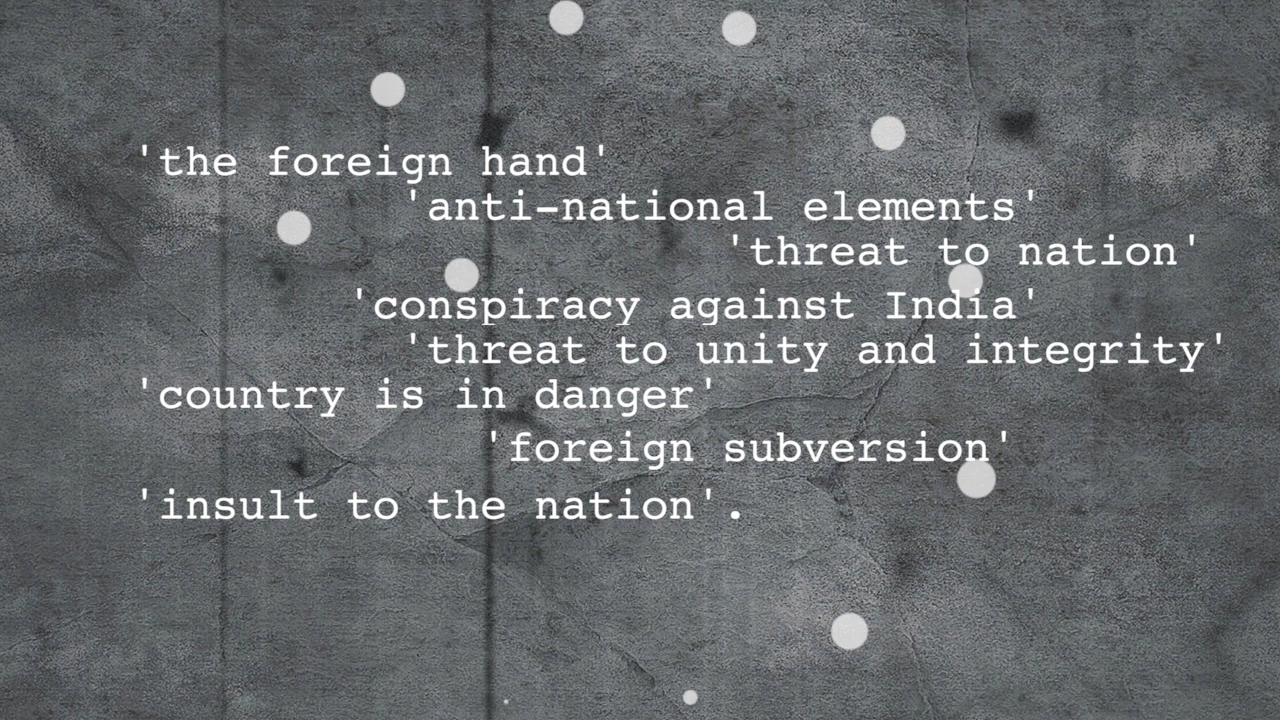 'the foreign hand'
'anti-national elements'
'threat to nation'
'conspiracy against India'
'threat to unity and integrity'
'country is in danger'
'foreign subversion'
'insult to the nation'.